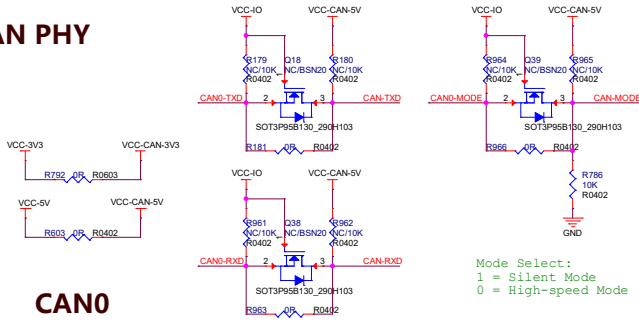 AN PHY
VCC-IO
VCC-CAN-5V
R179
NC/10K
R0402
Q18
NC/BSN20
R180
NC/10K
R0402
1
CAN0-TXD
2
3
CAN-TXD
SOT3P95B130_290H103
R181
0R
R0402
VCC-IO
VCC-CAN-5V
R964
NC/10K
R0402
Q39
NC/BSN20
R965
NC/10K
R0402
1
CAN0-MODE
2
3
CAN-MODE
SOT3P95B130_290H103
R966
0R
R0402
R786
10K
R0402
GND
VCC-3V3
VCC-CAN-3V3
R792
0R
R0603
VCC-5V
VCC-CAN-5V
R603
0R
R0402
VCC-IO
VCC-CAN-5V
R961
NC/10K
R0402
Q38
NC/BSN20
R962
NC/10K
R0402
1
CAN0-RXD
2
3
CAN-RXD
SOT3P95B130_290H103
R963
0R
R0402
Mode Select:
1 = Silent Mode
0 = High-speed Mode
CAN0